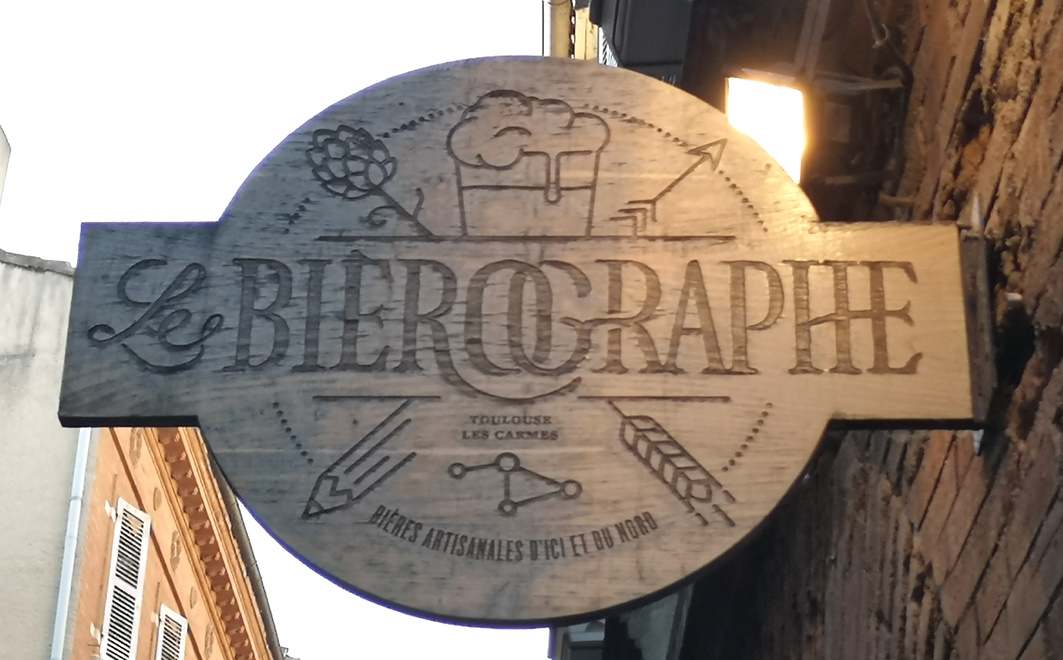 Le BIÈROGRAPHE
TOULOUSE
LES CARMES
BIÈRES ARTISANALES D'ICI ET DU NORD